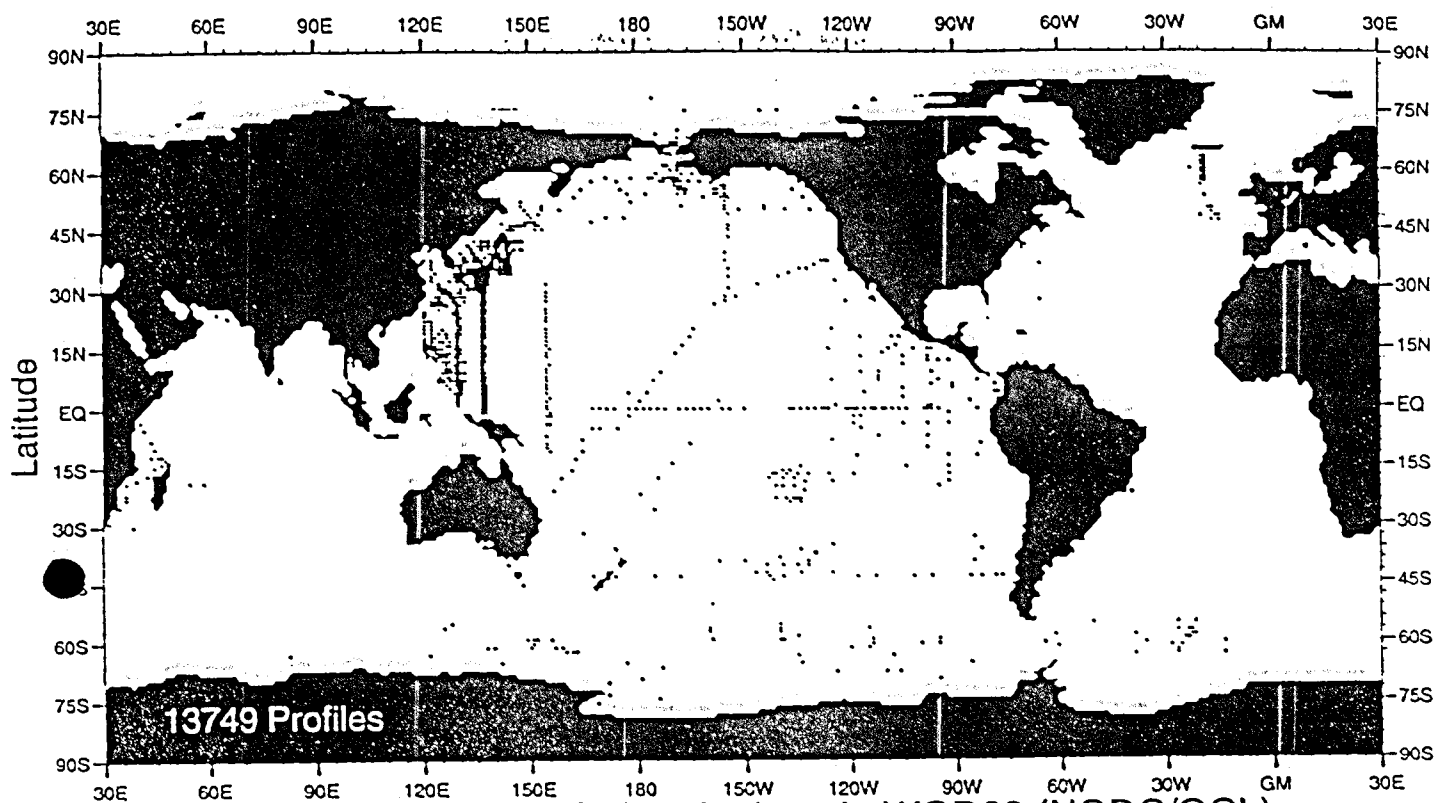 30E 60E 90E 120E 150E 180 150W 120W 90W 60W 30W GM 30E
90N 90N
75N 75N
60N 60N
45N 45N
30N 30N
15N 15N
EQ EQ
Latitude
15S 15S
30S 30S
S 45S
60S 60S
75S 75S
13749 Profiles
90S 90S
30E 60E 90E 120E 150E 180 150W 120W 90W 60W 30W GM 30E
(NODC/OCL)